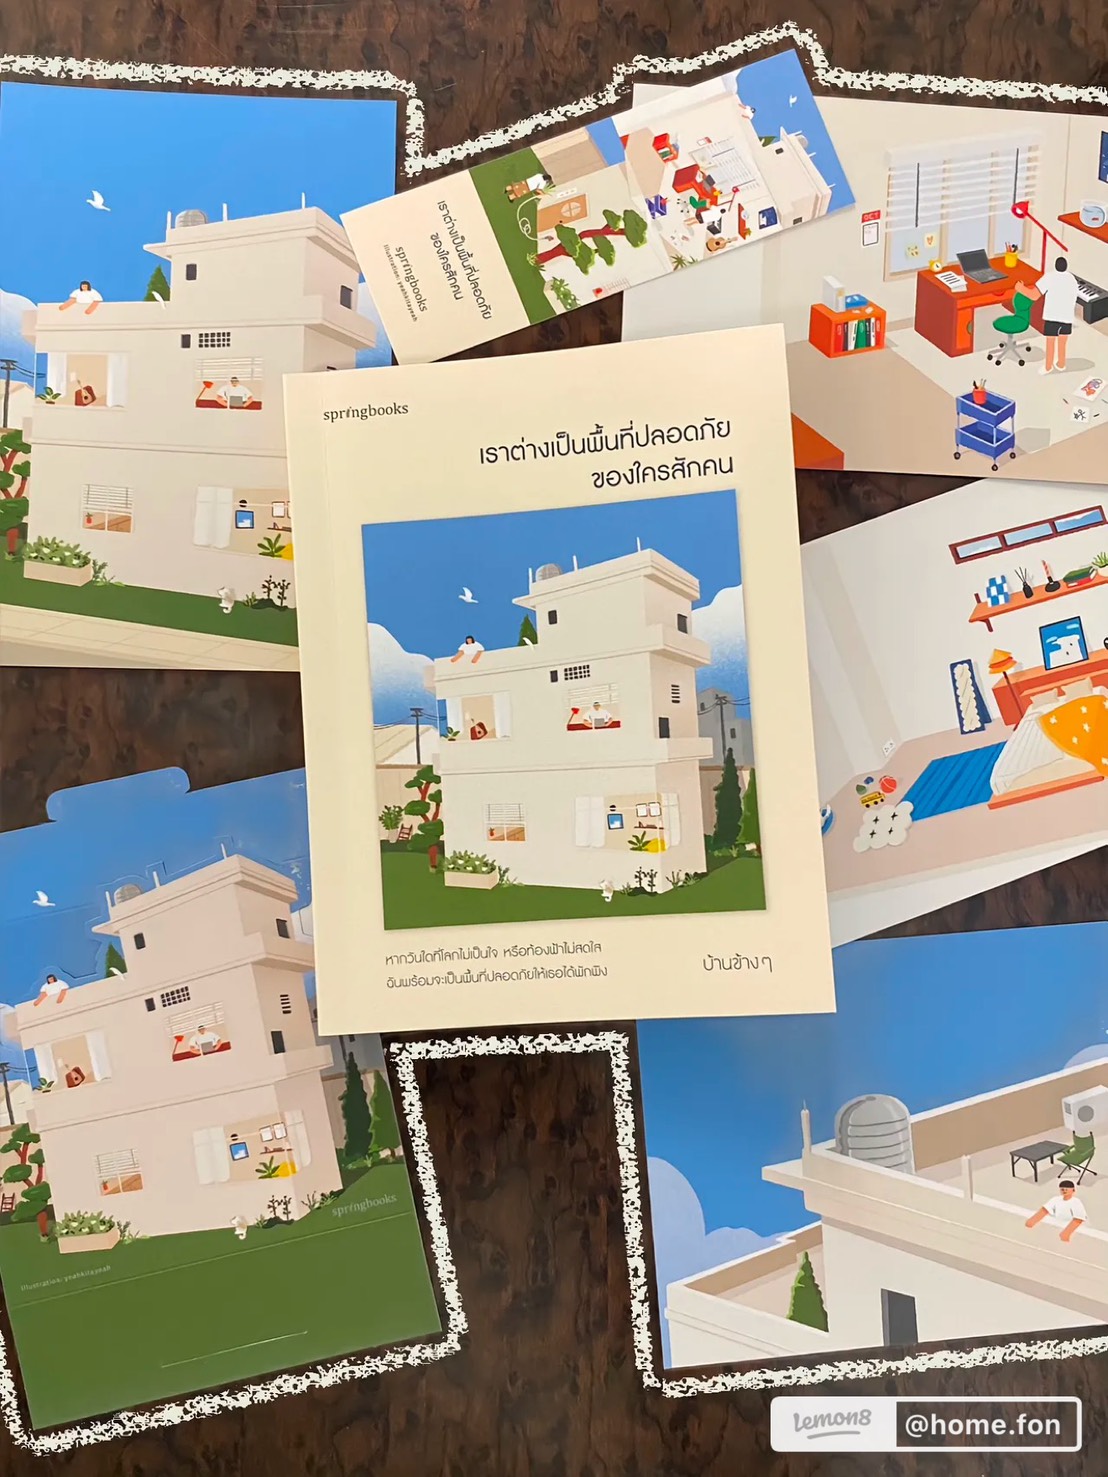 เราต่างเป็นพื้นที่ปลอดภัย
ของใครสักคน
springbooks
illustration: yeahkitayeah
OCT
springbooks
เราต่างเป็นพื้นที่ปลอดภัย
ของใครสักคน
หากวันใดที่โลกไม่เป็นใจ หรือท้องฟ้าไม่สดใส
ฉันพร้อมจะเป็นพื้นที่ปลอดภัยให้เธอได้พักพิง
บ้านข้างๆ
springbooks
illustration: yeahkitayeah
lemon8
@home.fon